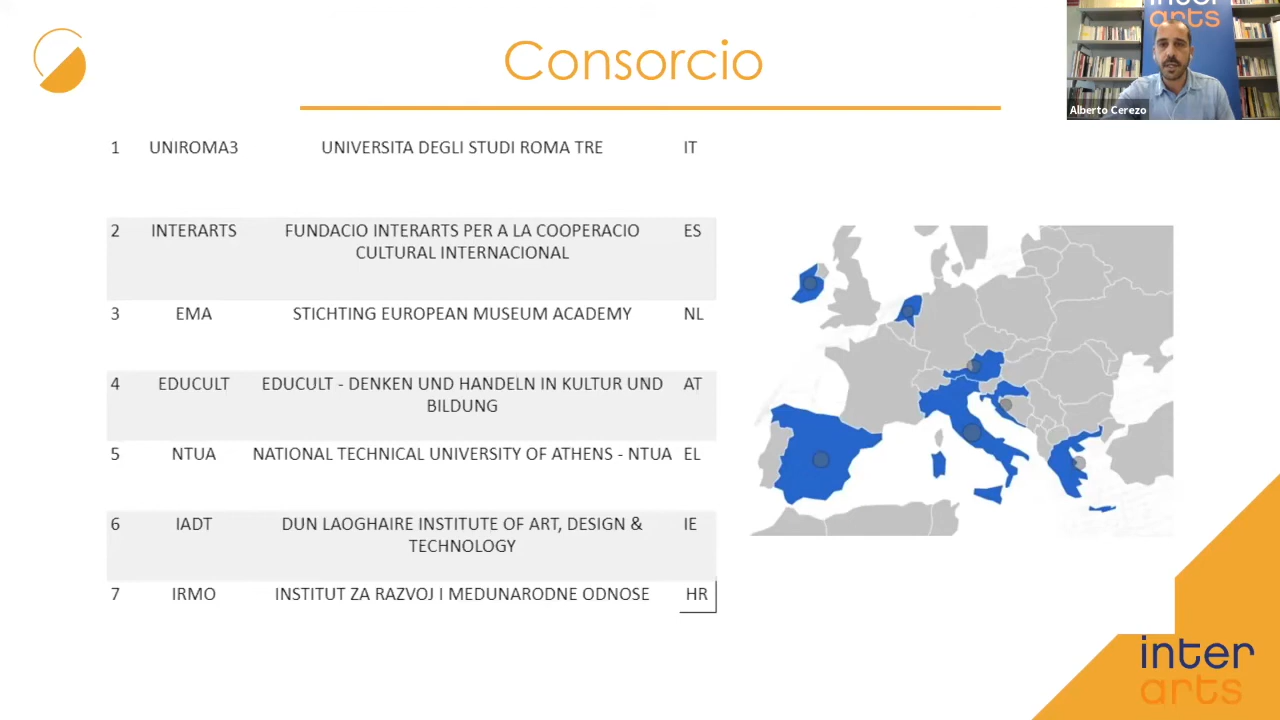 Consorcio
inter
arts
Alberto Cerezo
1 UNIROMA3 UNIVERSITA DEGLI STUDI ROMA TRE IT
2 INTERARTS FUNDACIO INTERARTS PER A LA COOPERACIO ES
CULTURAL INTERNACIONAL
3 EMA STICHTING EUROPEAN MUSEUM ACADEMY NL
4 EDUCULT EDUCULT - DENKEN UND HANDELN IN KULTUR UND AT
BILDUNG
5 NTUA NATIONAL TECHNICAL UNIVERSITY OF ATHENS - NTUA EL
6 IADT DUN LAOGHAIRE INSTITUTE OF ART, DESIGN & IE
TECHNOLOGY
7 IRMO INSTITUT ZA RAZVOJ I MEDUNARODNE ODNOSE HR
inter
arts